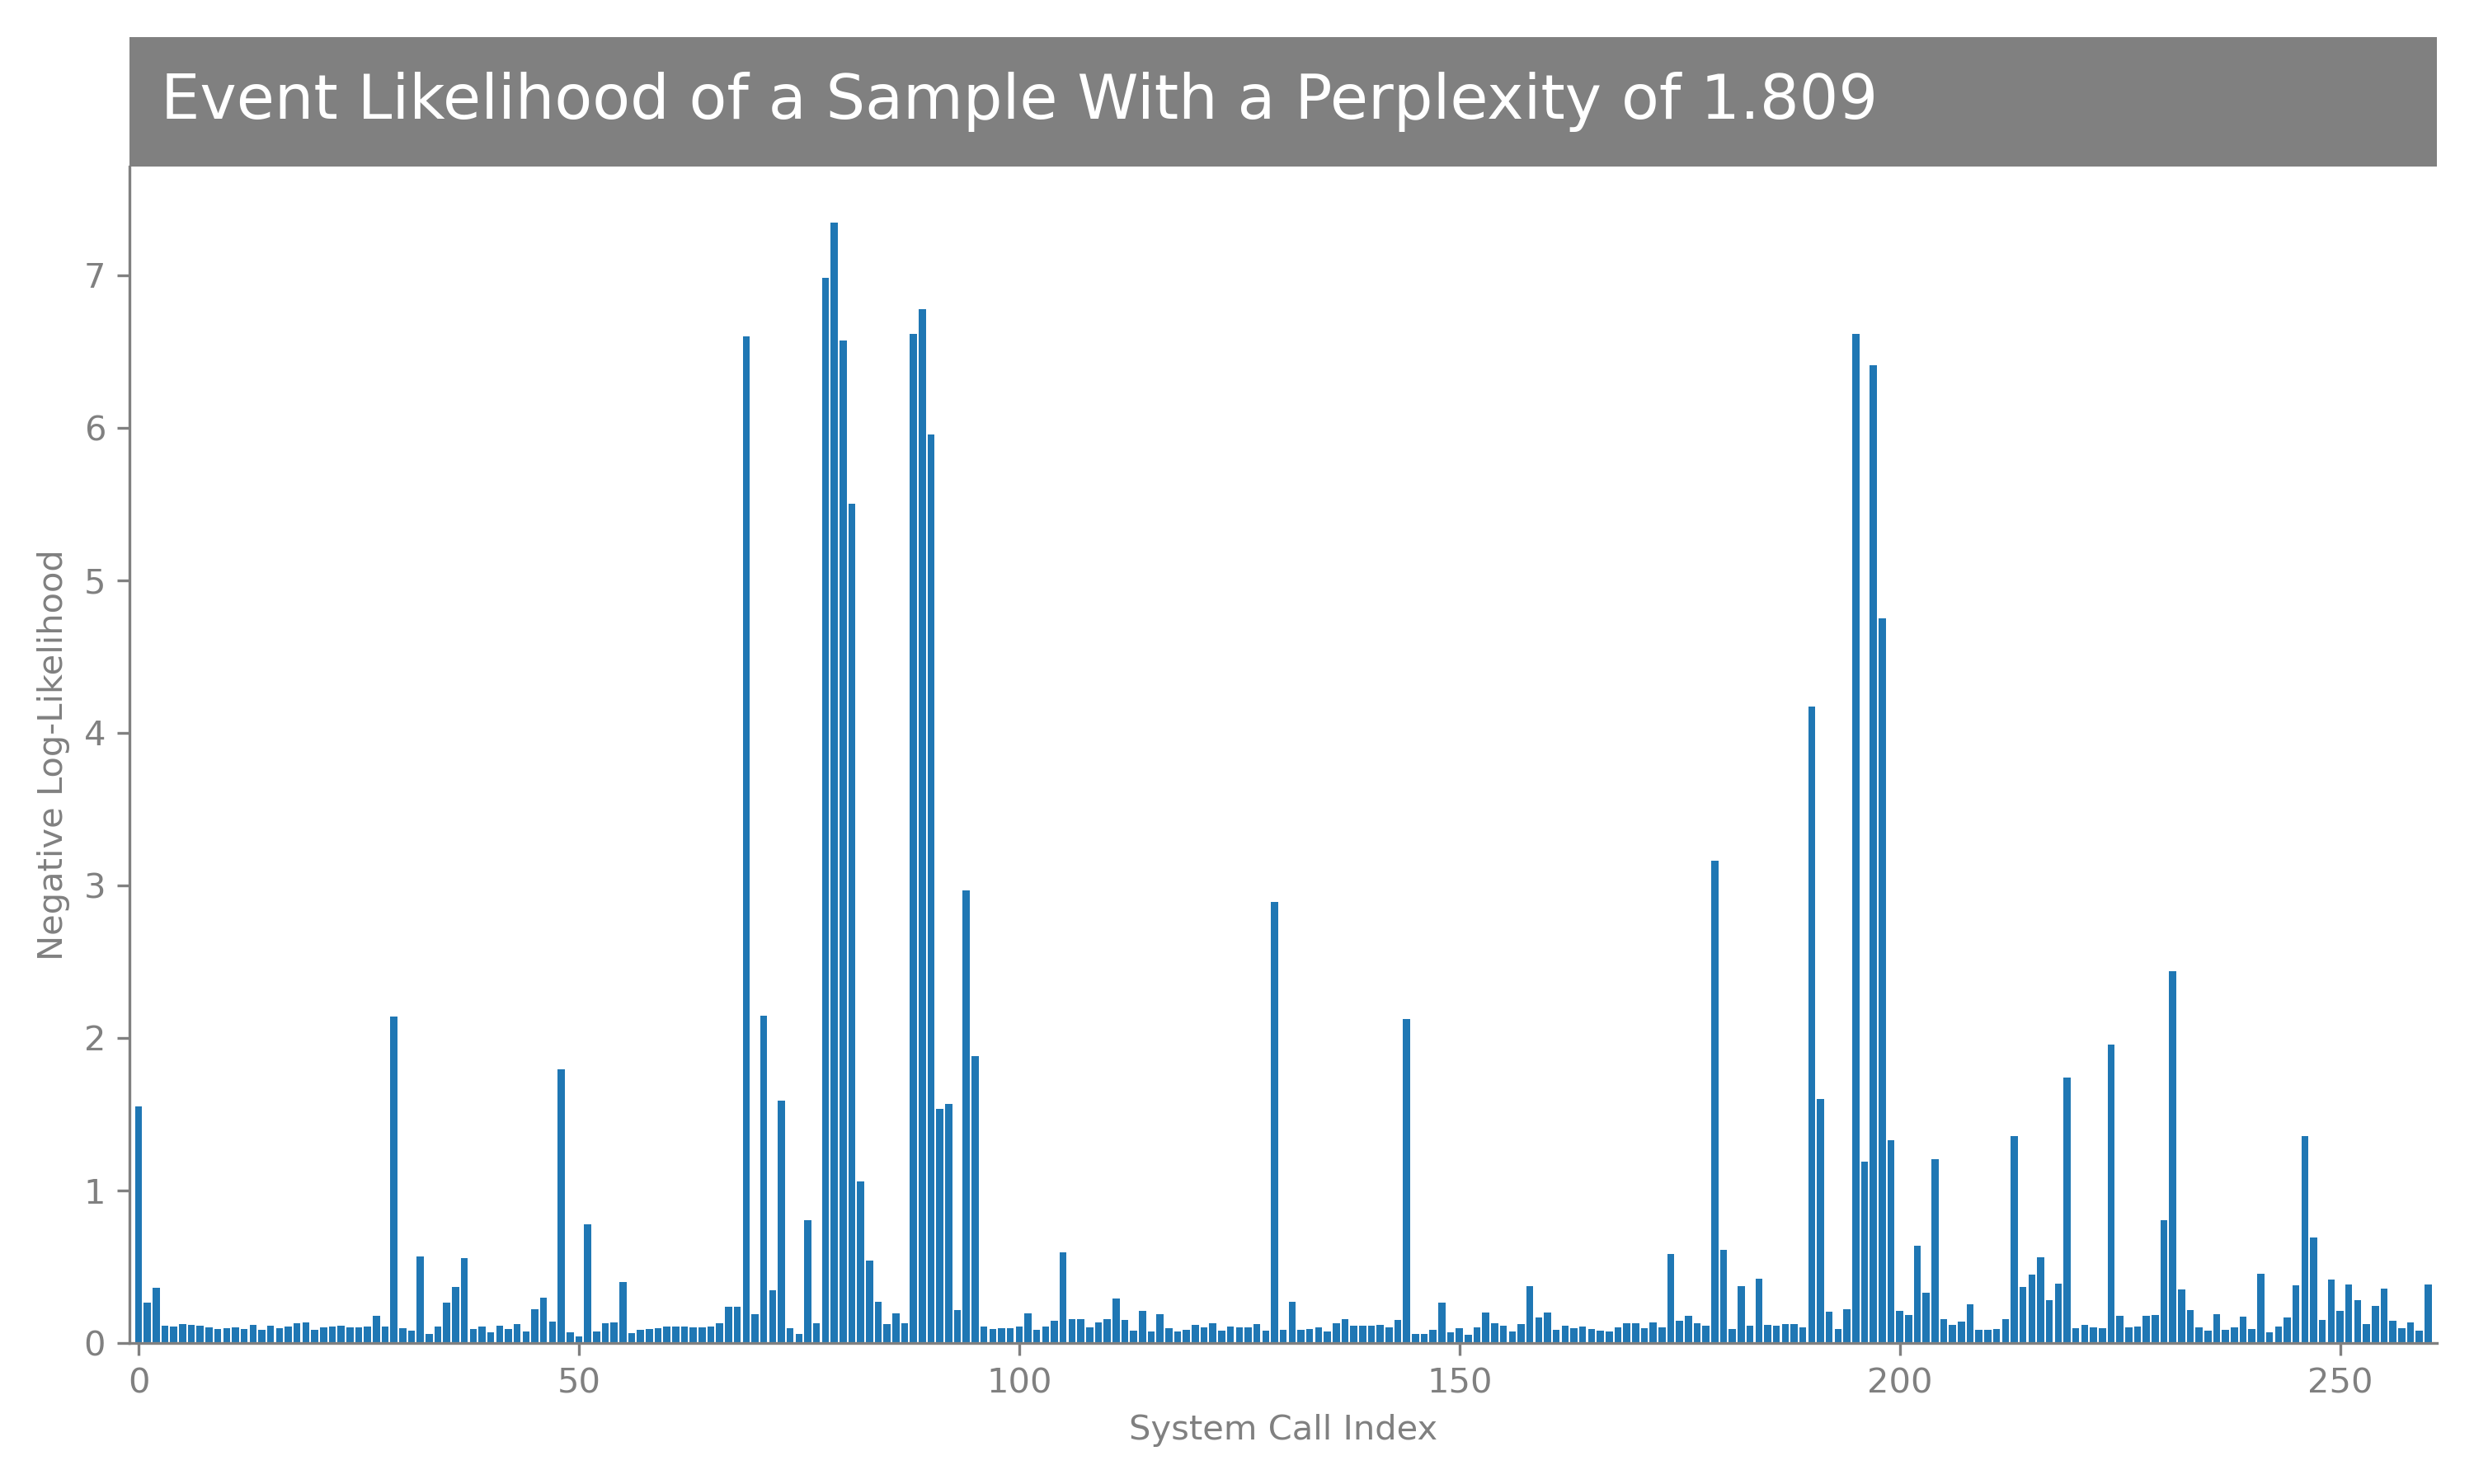 Event Likelihood of a Sample With a Perplexity of 1.809
Negative Log-Likelihood
7
6
5
4
3
2
1
0
0 50 100 150 200 250
System Call Index